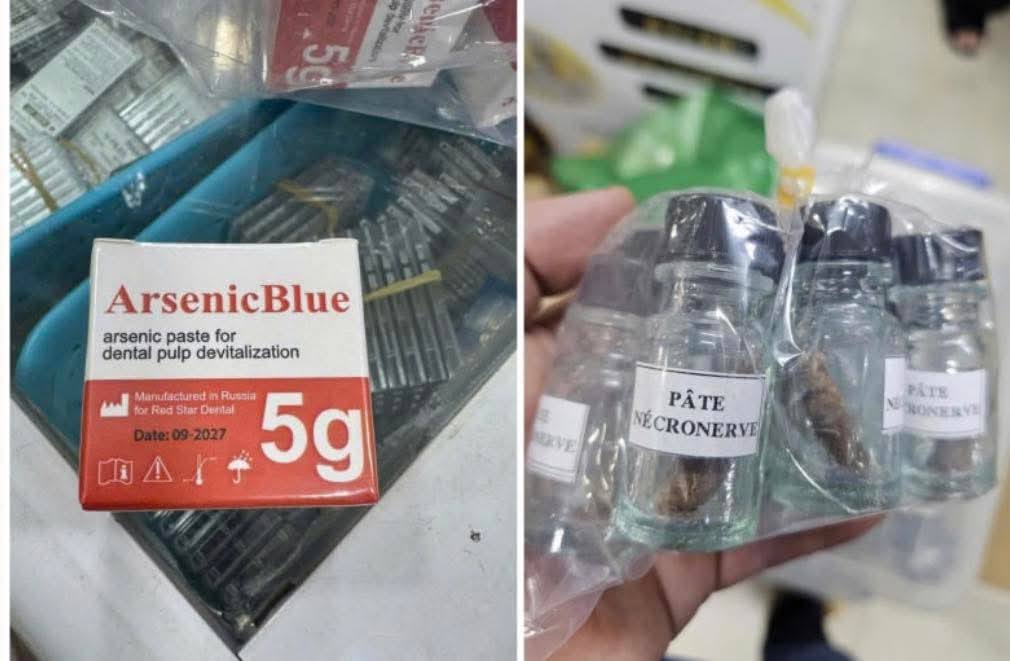 5g
ArsenicBlue
arsenic paste for
dental pulp devitalization
Manufactured in Russia
for Red Star Dental
Date: 09-2027
5g
PÂTE
NÉCRONERVE
PÂTE
NERVE